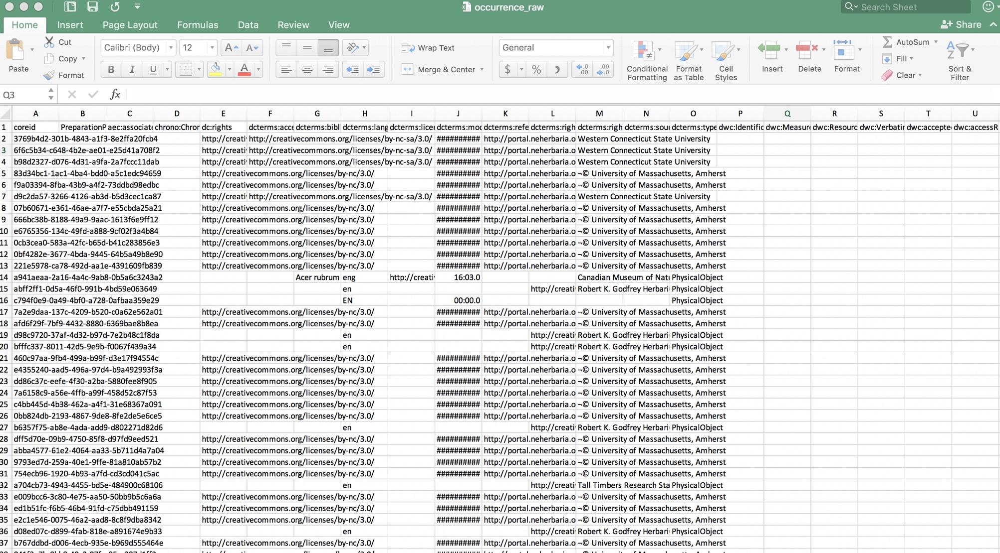 occurrence_raw
Search Sheet
Home Insert Page Layout Formulas Data Review View Share
Paste Cut Copy Format
Calibri (Body) 12 A A
B I U A
Wrap Text
Merge & Center
General
$ % ) .0 .00 .00 .0
Conditional Formatting Format as Table Cell Styles
Insert Delete Format
AutoSum Fill Clear
A Z Sort & Filter
Q3 fx
A B C D E F G H I J K L M N O P Q R S T U
1 coreid PreparationP aec:associat chrono:Chror dc:rights dcterms:acce dcterms:bibl dcterms:lang dcterms:licer dcterms:moc dcterms:refe dcterms:righ dcterms:righ dcterms:sou dcterms:type dwc:Identific dwc:Measure dwc:Resourc dwc:Verbatir dwc:accepte dwc:accessR
2 3769b4d2-301b-4843-a1f3-8e2ffa20fcb4 http://creati http://creativecommons.org/licenses/by-nc-sa/3.0/ ########## http://portal.neherbaria.o Western Connecticut State University
3 6f6c5b34-c648-4b2e-ae01-e25d41a708f2 http://creati http://creativecommons.org/licenses/by-nc-sa/3.0/ ########## http://portal.neherbaria.o Western Connecticut State University
4 b98d2327-d076-4d31-a9fa-2a7fccc11dab http://creati http://creativecommons.org/licenses/by-nc-sa/3.0/ ########## http://portal.neherbaria.o Western Connecticut State University
5 83d34bc1-1ac1-4ba4-bdd0-a5c1edc94659 http://creativecommons.org/licenses/by-nc/3.0/ ########## http://portal.neherbaria.o ¬© University of Massachusetts, Amherst
6 f9a03394-8fba-43b9-a4f2-73ddbd98edbc http://creativecommons.org/licenses/by-nc/3.0/ ########## http://portal.neherbaria.o ¬© University of Massachusetts, Amherst
7 d9c2da57-3266-4126-ab3d-b5d3cec1ca87 http://creati http://creativecommons.org/licenses/by-nc-sa/3.0/ ########## http://portal.neherbaria.o Western Connecticut State University
8 07b60671-e361-46ae-a7f7-e55cbda25a21 http://creativecommons.org/licenses/by-nc/3.0/ ########## http://portal.neherbaria.o ¬© University of Massachusetts, Amherst
9 666bc38b-8188-49a9-9aac-1613f6e9ff12 http://creativecommons.org/licenses/by-nc/3.0/ ########## http://portal.neherbaria.o ¬© University of Massachusetts, Amherst
10 e6765356-134c-49fd-a888-9cf02f3a4b84 http://creativecommons.org/licenses/by-nc/3.0/ ########## http://portal.neherbaria.o ¬© University of Massachusetts, Amherst
11 0cb3cea0-583a-42fc-b65d-b41c283856e3 http://creativecommons.org/licenses/by-nc/3.0/ ########## http://portal.neherbaria.o ¬© University of Massachusetts, Amherst
12 0bf4282e-3677-4bda-9445-64b5a49b8e90 http://creativecommons.org/licenses/by-nc/3.0/ ########## http://portal.neherbaria.o ¬© University of Massachusetts, Amherst
13 221e5978-ca78-492d-aa1e-4391609fb839 http://creativecommons.org/licenses/by-nc/3.0/ ########## http://portal.neherbaria.o ¬© University of Massachusetts, Amherst
14 a941aeaa-2a16-4a4c-9ab8-0b5a6c3243a2 Acer rubrum eng http://creati 16:03.0 Canadian Museum of Nat PhysicalObject
15 abff2ff1-0d5a-46f0-991b-4bd59e063649 en http://creati Robert K. Godfrey Herbari PhysicalObject
16 c794f0e9-0a49-4bf0-a728-0afbaa359e29 EN 00:00.0 PhysicalObject
17 7a2e9daa-137c-4209-b520-c0a62e562a01 http://creativecommons.org/licenses/by-nc/3.0/ ########## http://portal.neherbaria.o ¬© University of Massachusetts, Amherst
18 afd6f29f-7bf9-4432-8880-6369bae8b8ea http://creativecommons.org/licenses/by-nc/3.0/ ########## http://portal.neherbaria.o ¬© University of Massachusetts, Amherst
19 d98c9720-37af-4d32-b97d-7e2b48c1f8da en http://creati Robert K. Godfrey Herbari PhysicalObject
20 bfffc337-8011-42d5-9e9b-f0067f439a34 en http://creati Robert K. Godfrey Herbari PhysicalObject
21 460c97aa-9fb4-499a-b99f-d3e17f94554c http://creativecommons.org/licenses/by-nc/3.0/ ########## http://portal.neherbaria.o ¬© University of Massachusetts, Amherst
22 e4355240-aad5-496a-97d4-b9a492993f3a http://creativecommons.org/licenses/by-nc/3.0/ ########## http://portal.neherbaria.o ¬© University of Massachusetts, Amherst
23 dd86c37c-eefe-4f30-a2ba-5880fee8f905 http://creativecommons.org/licenses/by-nc/3.0/ ########## http://portal.neherbaria.o ¬© University of Massachusetts, Amherst
24 7a6158c9-a56e-4ffb-a99f-458d52c87f53 http://creativecommons.org/licenses/by-nc/3.0/ ########## http://portal.neherbaria.o ¬© University of Massachusetts, Amherst
25 c4bb445d-4b38-462a-a4f1-31e68367a091 http://creativecommons.org/licenses/by-nc/3.0/ ########## http://portal.neherbaria.o ¬© University of Massachusetts, Amherst
26 0bb824db-2193-4867-9de8-8fe2de5e6ce5 http://creativecommons.org/licenses/by-nc/3.0/ ########## http://portal.neherbaria.o ¬© University of Massachusetts, Amherst
27 b6357f75-ab8e-4ada-add9-d802271d82d6 en http://creati Robert K. Godfrey Herbari PhysicalObject
28 dff5d70e-09b9-4750-85f8-d97fd9eed521 http://creativecommons.org/licenses/by-nc/3.0/ ########## http://portal.neherbaria.o ¬© University of Massachusetts, Amherst
29 abba4577-61e2-4064-aa33-5b711d4a7a04 http://creativecommons.org/licenses/by-nc/3.0/ ########## http://portal.neherbaria.o ¬© University of Massachusetts, Amherst
30 9793ed7d-259a-40e1-9ffe-81a810ab57b2 http://creativecommons.org/licenses/by-nc/3.0/ ########## http://portal.neherbaria.o ¬© University of Massachusetts, Amherst
31 754ecb96-1920-4b93-a7fd-cd3cd041c5ac http://creativecommons.org/licenses/by-nc/3.0/ ########## http://portal.neherbaria.o ¬© University of Massachusetts, Amherst
32 a704cb73-4943-4455-bd5e-484900c68106 en http://creati Tall Timbers Research Sta PhysicalObject
33 e009bcc6-3c80-4e75-aa50-50bb9b5c6a6a http://creativecommons.org/licenses/by-nc/3.0/ ########## http://portal.neherbaria.o ¬© University of Massachusetts, Amherst
34 ed1b51fc-f6b5-46b4-91fd-c75dbb491159 http://creativecommons.org/licenses/by-nc/3.0/ ########## http://portal.neherbaria.o ¬© University of Massachusetts, Amherst
35 e2c1e546-0075-46a2-aad8-8c8f9dba8342 http://creativecommons.org/licenses/by-nc/3.0/ ########## http://portal.neherbaria.o ¬© University of Massachusetts, Amherst
36 d08ed07c-d899-4fab-818e-a891674e9b33 en http://creati Robert K. Godfrey Herbari PhysicalObject
37 b767ddbd-d006-4ecb-935e-b969d555464e http://creativecommons.org/licenses/by-nc/3.0/ ########## http://portal.neherbaria.o ¬© University of Massachusetts, Amherst